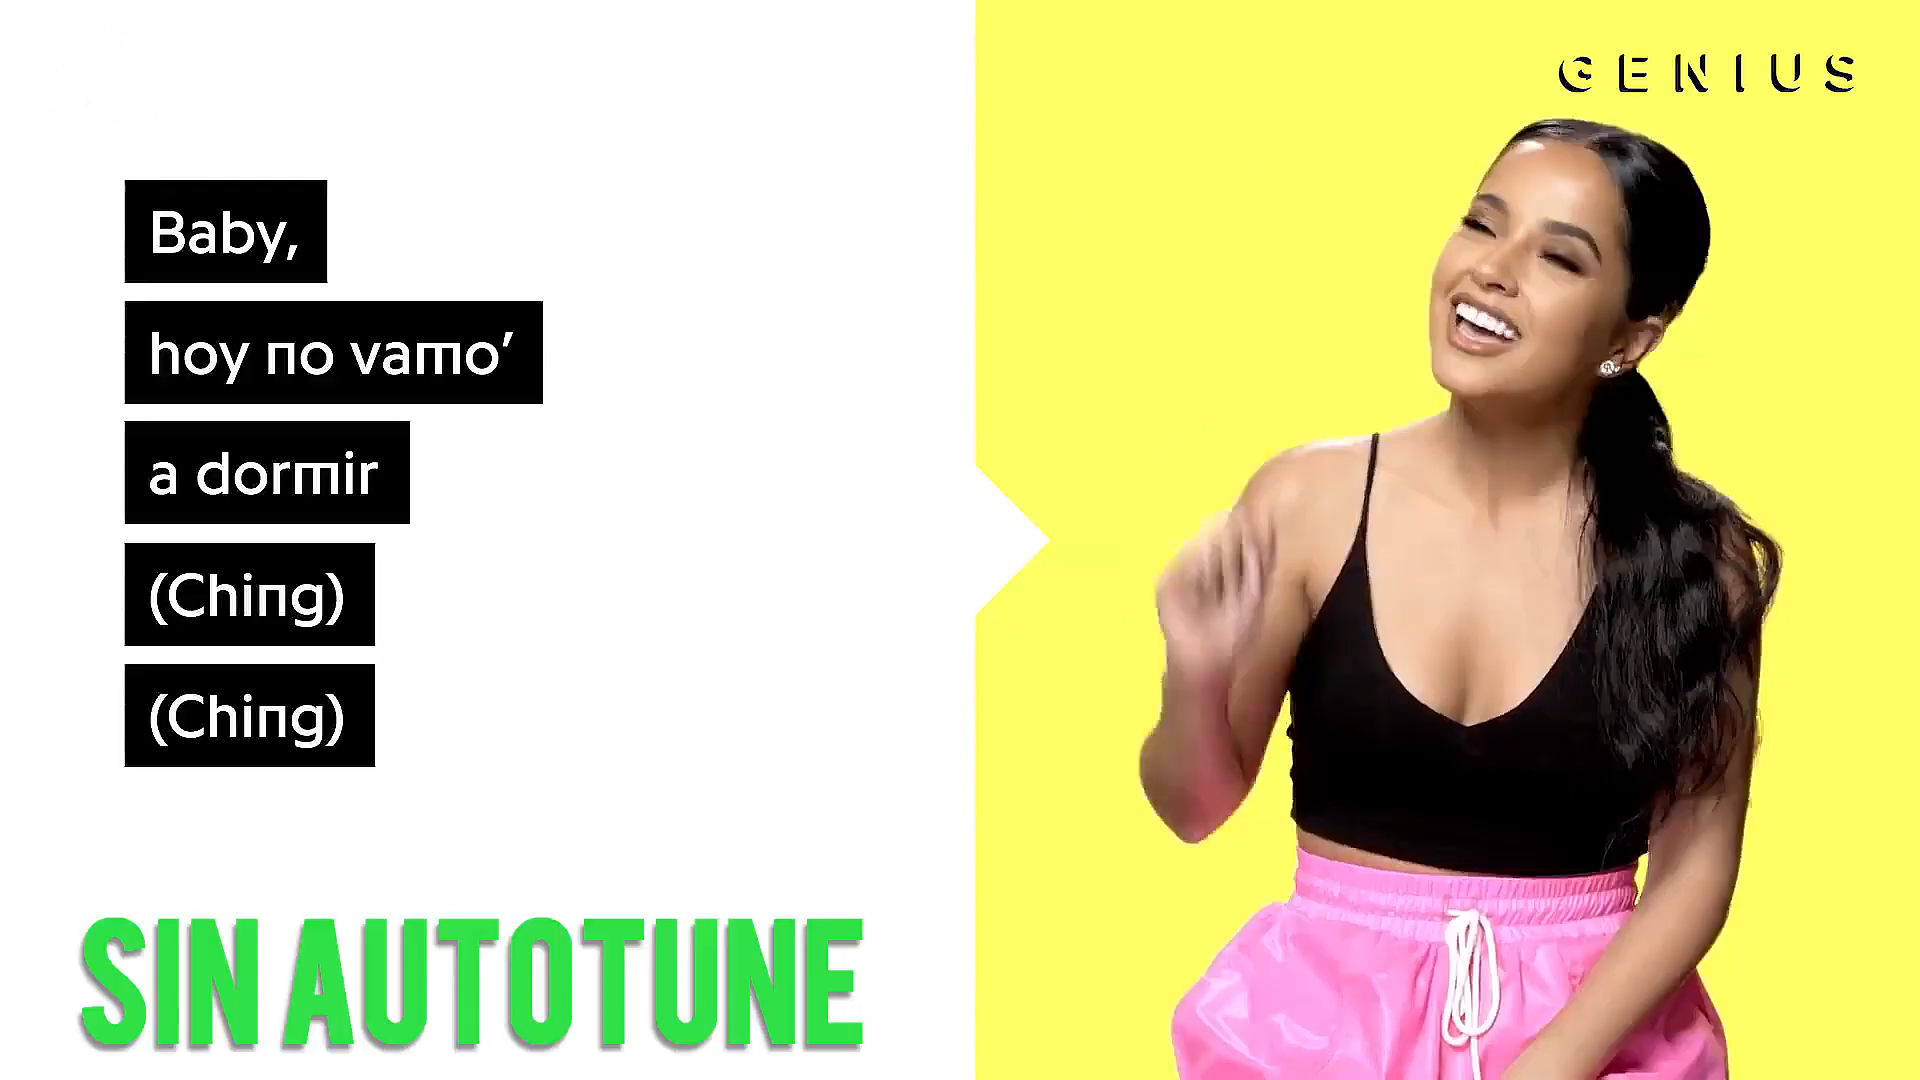 GENIUS
Baby,
hoy no vamo’
a dormir
(Ching)
(Ching)
SIN AUTOTUNE